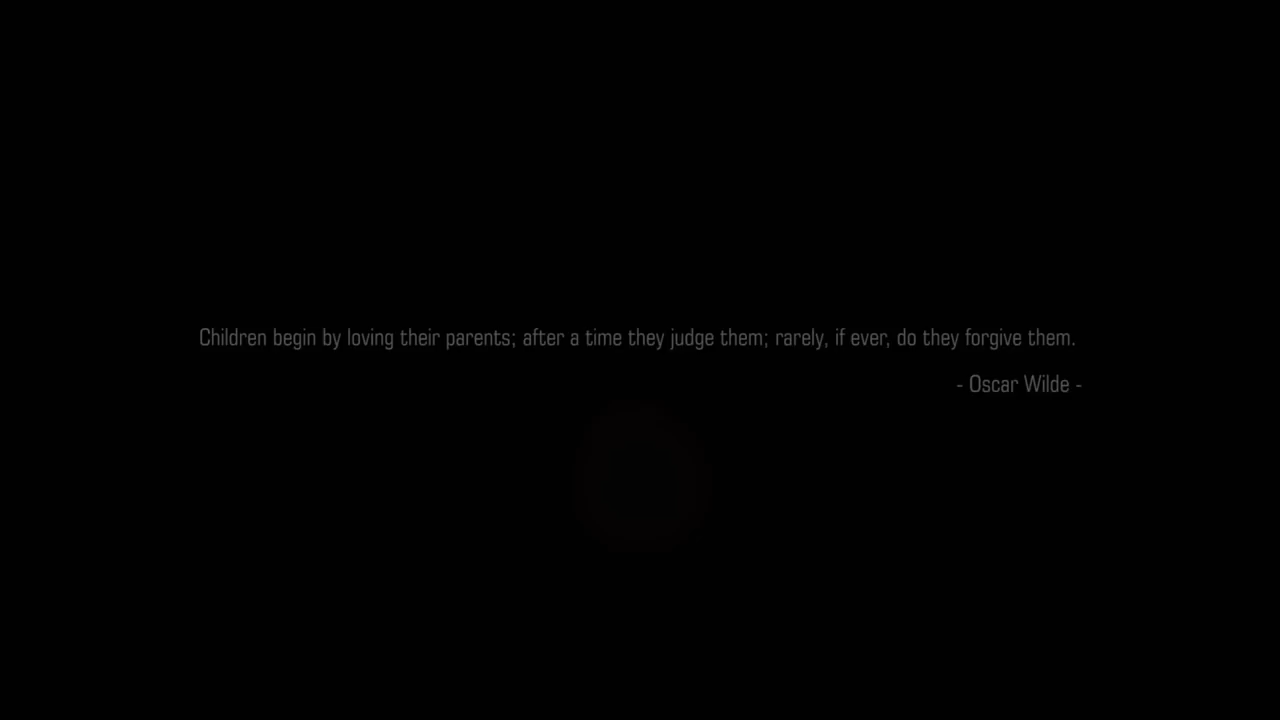 Children begin by loving their parents; after a time they judge them; rarely, if ever, do they forgive them.
- Oscar Wilde -